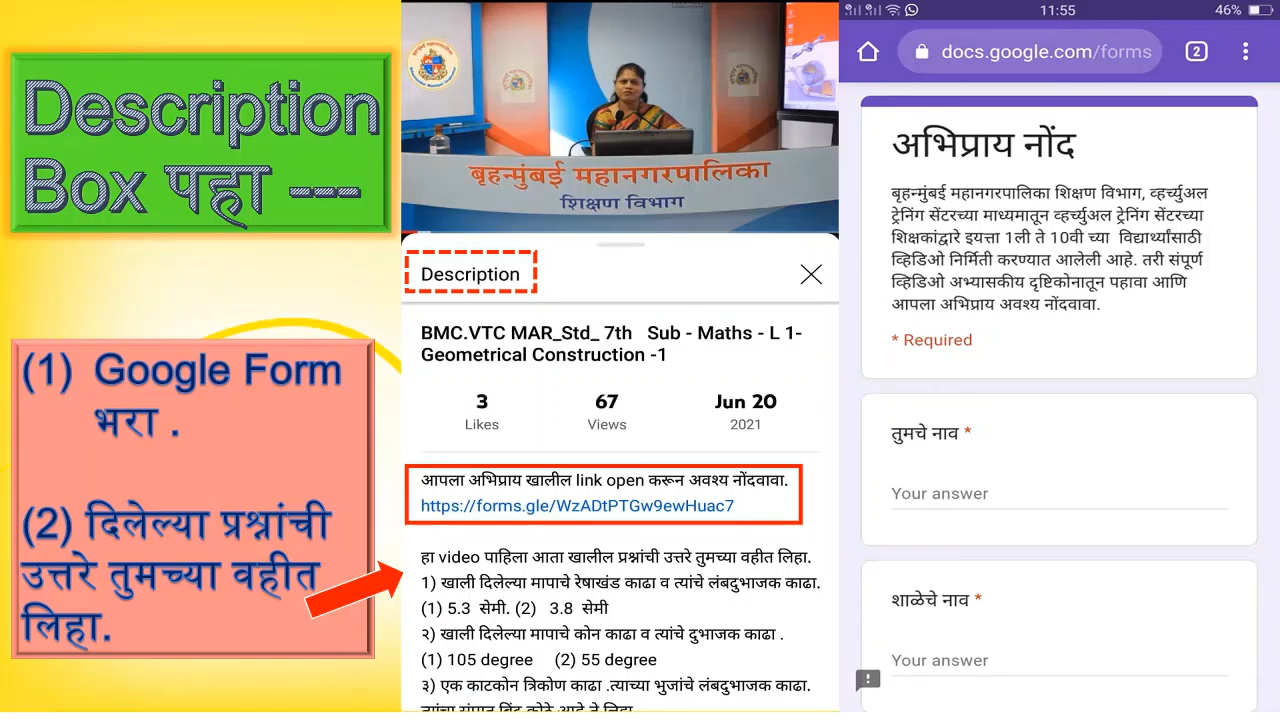 Description
Box पहा ---
(1) Google Form
भरा .
(2) दिलेल्या प्रश्नांची
उत्तरे तुमच्या वहीत
लिहा.
बृहन्मुंबई महानगरपालिका
शिक्षण विभाग
Description
BMC.VTC MAR_Std_ 7th Sub - Maths - L 1-
Geometrical Construction -1
3 67 Jun 20
Likes Views 2021
आपला अभिप्राय खालील link open करून अवश्य नोंदवावा.
https://forms.gle/WzADtPTGw9ewHuac7
हा video पाहिला आता खालील प्रश्नांची उत्तरे तुमच्या वहीत लिहा.
1) खाली दिलेल्या मापाचे रेषाखंड काढा व त्यांचे लंबदुभाजक काढा.
(1) 5.3 सेमी. (2) 3.8 सेमी
२) खाली दिलेल्या मापाचे कोन काढा व त्यांचे दुभाजक काढा .
(1) 105 degree (2) 55 degree
३) एक काटकोन त्रिकोण काढा .त्याच्या भुजांचे लंबदुभाजक काढा.
11:55 46%
docs.google.com/forms 2
अभिप्राय नोंद
बृहन्मुंबई महानगरपालिका शिक्षण विभाग, व्हर्च्युअल
ट्रेनिंग सेंटरच्या माध्यमातून व्हर्च्युअल ट्रेनिंग सेंटरच्या
शिक्षकांद्वारे इयत्ता 1ली ते 10वी च्या विद्यार्थ्यांसाठी
व्हिडिओ निर्मिती करण्यात आलेली आहे. तरी संपूर्ण
व्हिडिओ अभ्यासकीय दृष्टिकोनातून पहावा आणि
आपला अभिप्राय अवश्य नोंदवावा.
* Required
तुमचे नाव *
Your answer
शाळेचे नाव *
Your answer